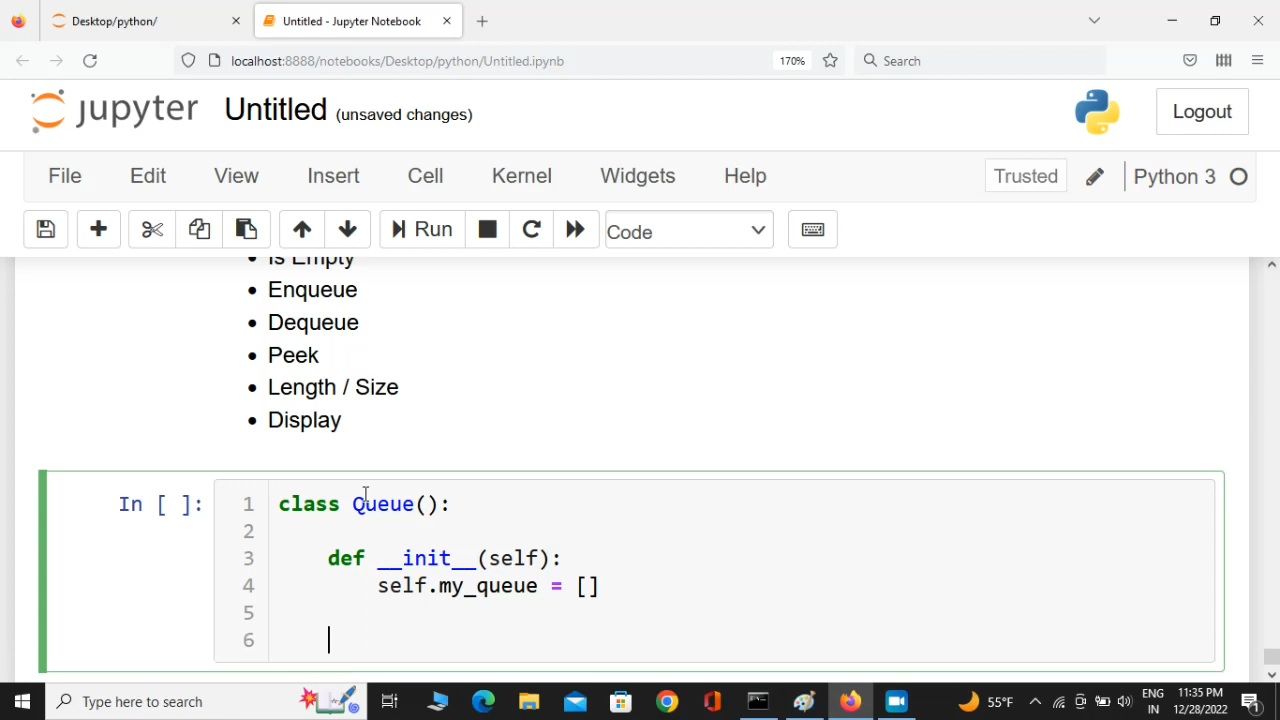 Desktop/python/
Untitled - Jupyter Notebook
localhost:8888/notebooks/Desktop/python/Untitled.ipynb
170%
Search
jupyter Untitled (unsaved changes)
Logout
File Edit View Insert Cell Kernel Widgets Help
Trusted
Python 3
Run
Code
Is Empty
Enqueue
Dequeue
Peek
Length / Size
Display
In [ ]:
1 class Queue():
2
3 def __init__(self):
4 self.my_queue = []
5
6
Type here to search
55°F
ENG
IN
11:35 PM
12/28/2022
1